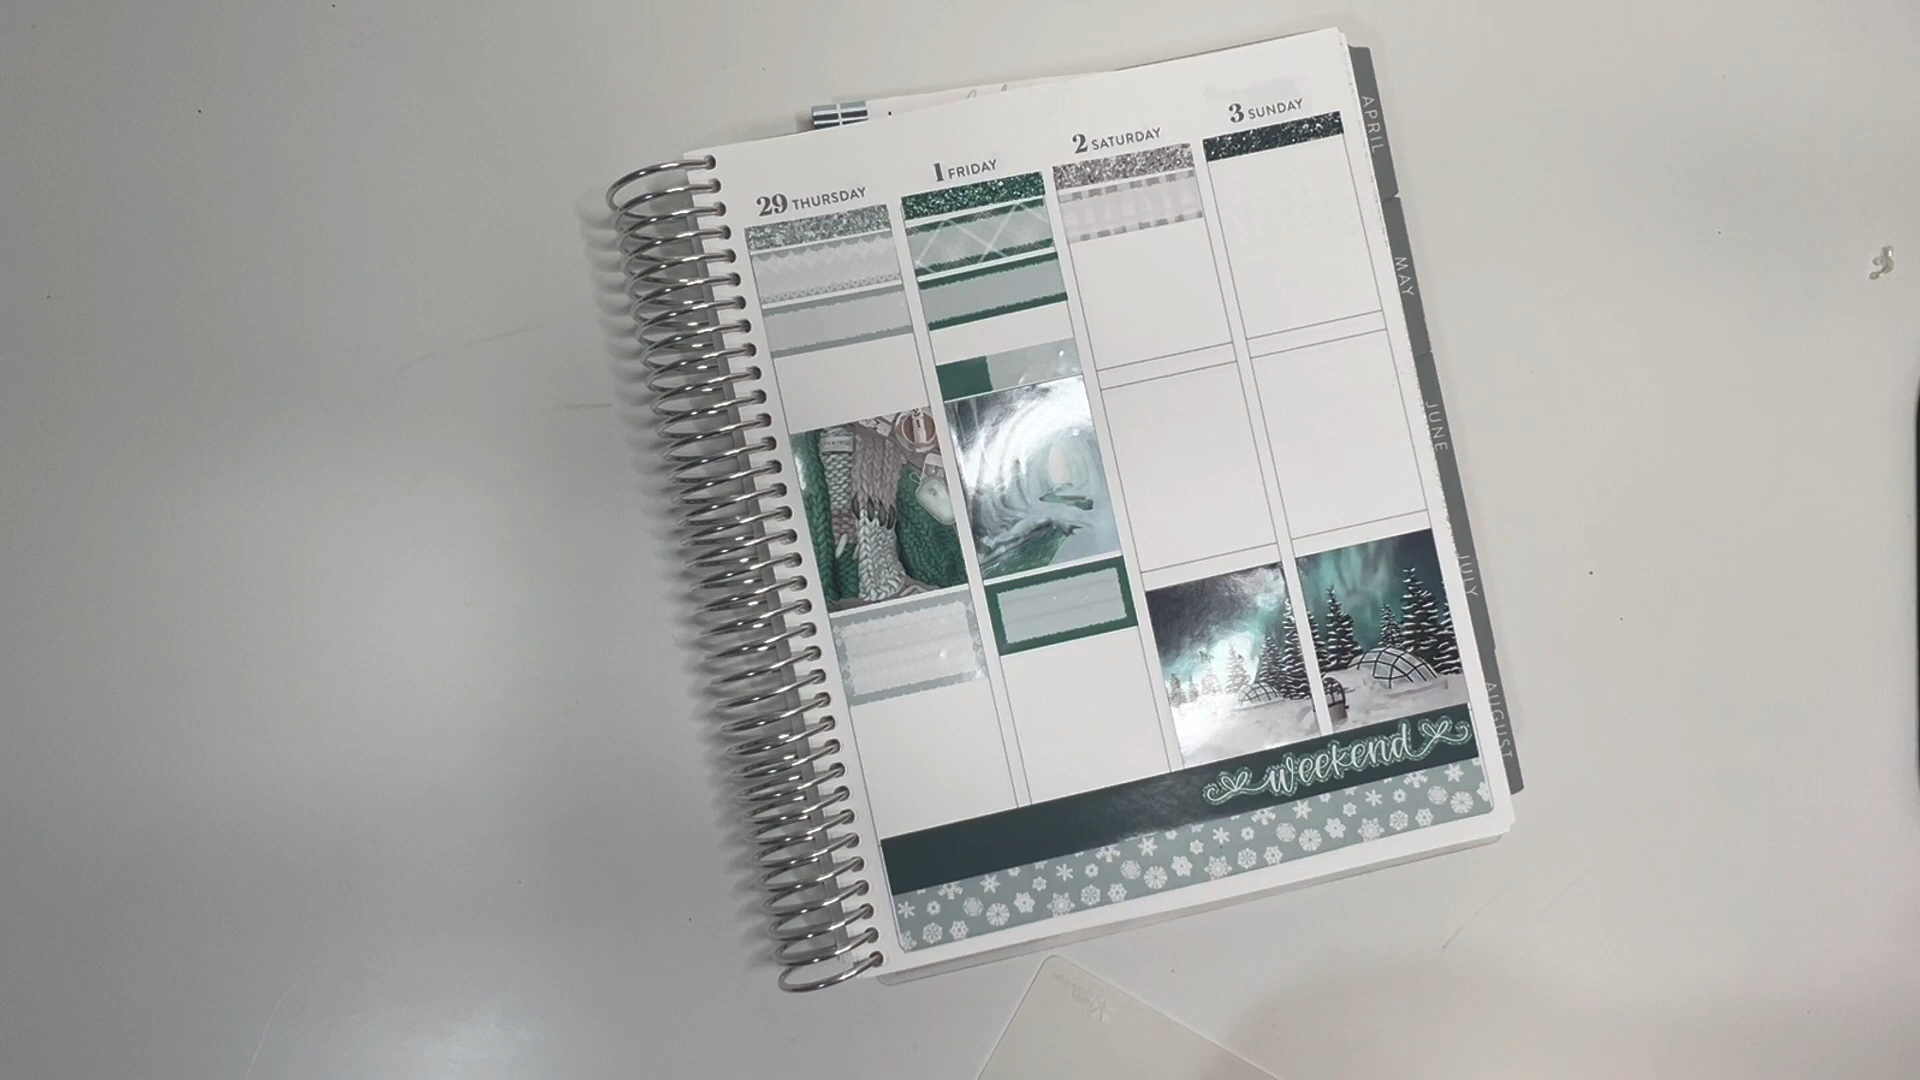 29 THURSDAY
1 FRIDAY
2 SATURDAY
3 SUNDAY
weekend
APRIL
MAY
JUNE
JULY
AUGUST